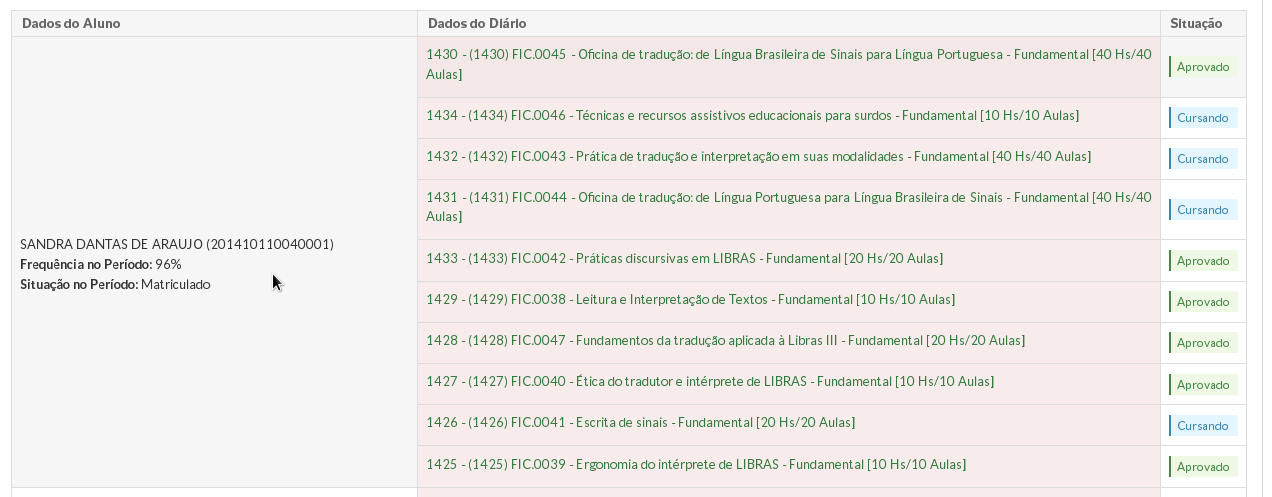 Dados do Aluno
Dados do Diário
Situação
SANDRA DANTAS DE ARAUJO (201410110040001)
Frequência no Período: 96%
Situação no Período: Matriculado
1430 - (1430) FIC.0045 - Oficina de tradução: de Língua Brasileira de Sinais para Língua Portuguesa - Fundamental [40 Hs/40
Aulas]
Aprovado
1434 - (1434) FIC.0046 - Técnicas e recursos assistivos educacionais para surdos - Fundamental [10 Hs/10 Aulas]
Cursando
1432 - (1432) FIC.0043 - Prática de tradução e interpretação em suas modalidades - Fundamental [40 Hs/40 Aulas]
Cursando
1431 - (1431) FIC.0044 - Oficina de tradução: de Língua Portuguesa para Língua Brasileira de Sinais - Fundamental [40 Hs/40
Aulas]
Cursando
1433 - (1433) FIC.0042 - Práticas discursivas em LIBRAS - Fundamental [20 Hs/20 Aulas]
Aprovado
1429 - (1429) FIC.0038 - Leitura e Interpretação de Textos - Fundamental [10 Hs/10 Aulas]
Aprovado
1428 - (1428) FIC.0047 - Fundamentos da tradução aplicada à Libras III - Fundamental [20 Hs/20 Aulas]
Aprovado
1427 - (1427) FIC.0040 - Ética do tradutor e intérprete de LIBRAS - Fundamental [10 Hs/10 Aulas]
Aprovado
1426 - (1426) FIC.0041 - Escrita de sinais - Fundamental [20 Hs/20 Aulas]
Cursando
1425 - (1425) FIC.0039 - Ergonomia do intérprete de LIBRAS - Fundamental [10 Hs/10 Aulas]
Aprovado